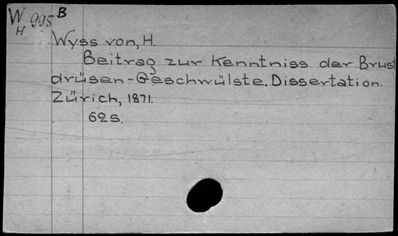 W 995 B
H
Wyss von, H.
Beitrag zur Kenntniss der Brust
drüsen-Geschwülste. Dissertation.
Zürich, 1871.
62 s.